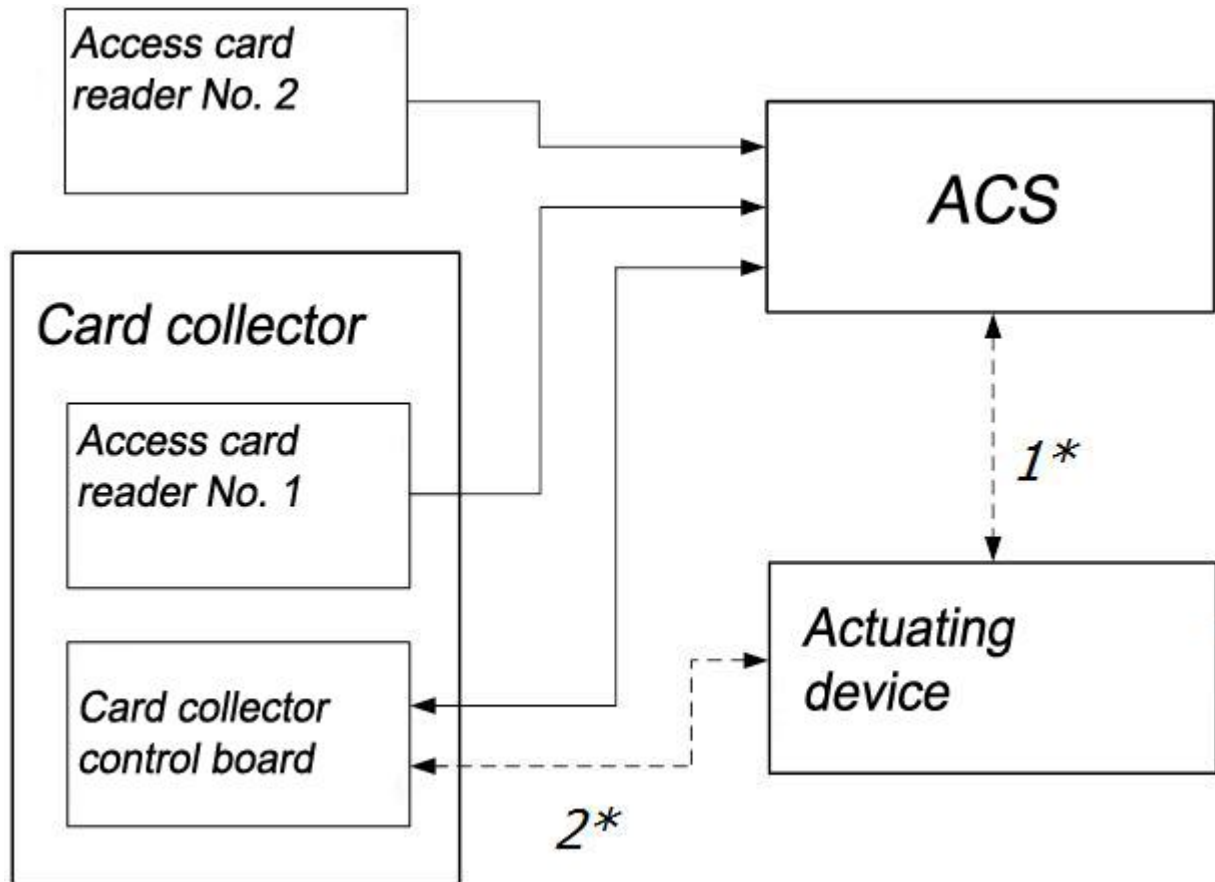 Access card
reader No. 2
ACS
Card collector
Access card
reader No. 1
1*
Actuating
device
Card collector
control board
2*